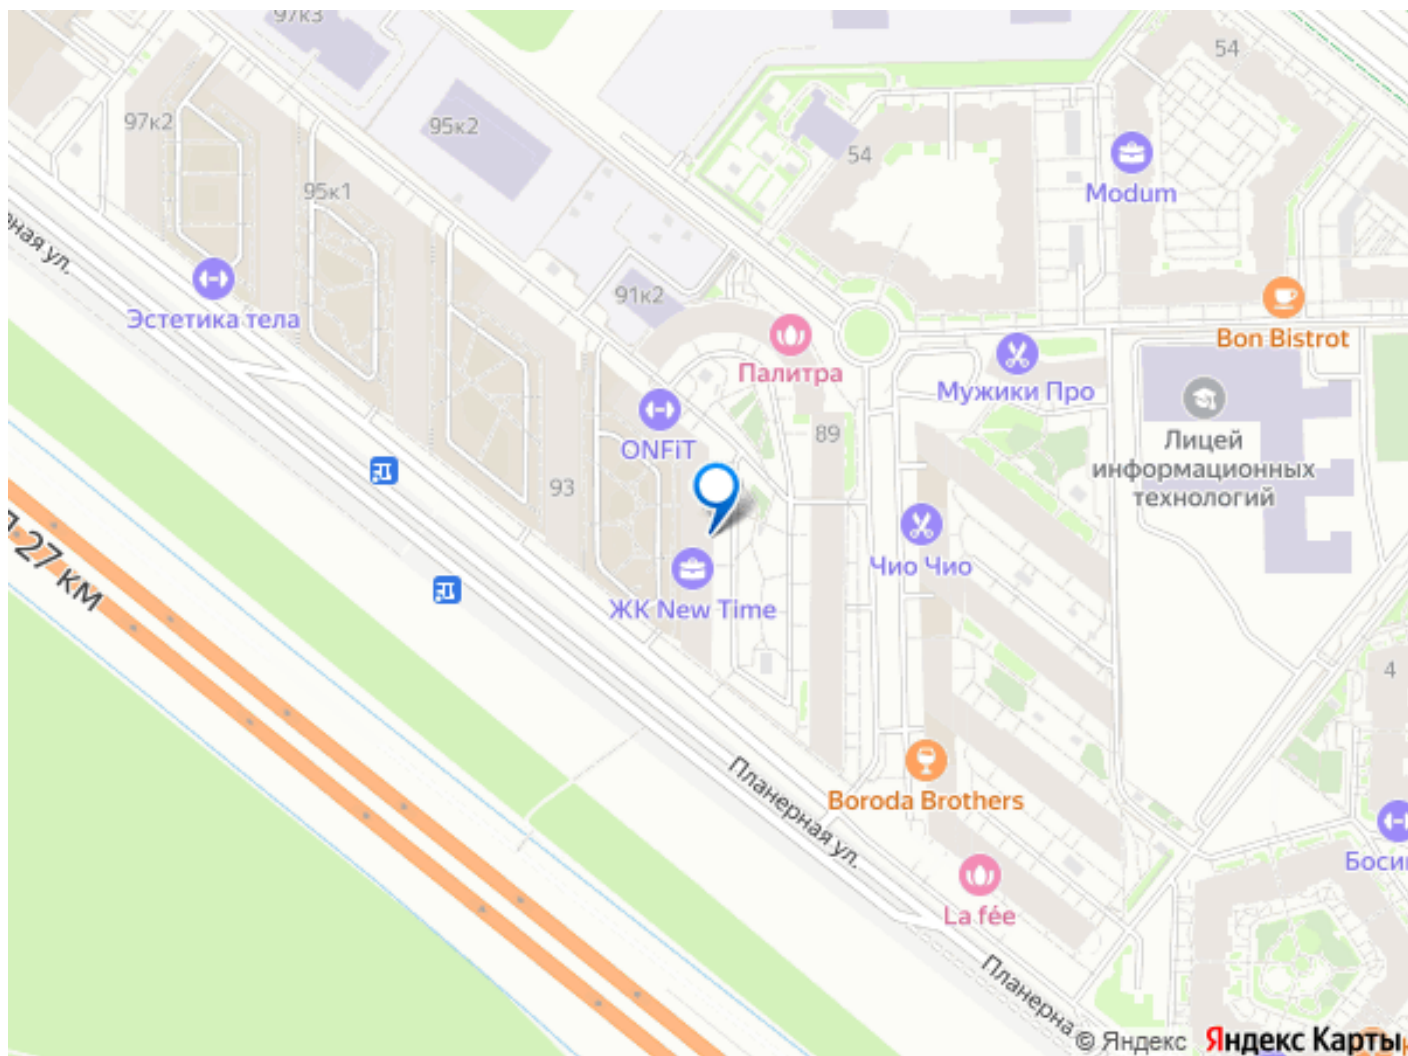 97к3
54
97к2
95к2
54
Modum
95к1
рная ул.
Эстетика тела
91к2
Палитра
Bon Bistrot
Мужики Про
ONFiT
89
Лицей
информационных
технологий
93
27 км
Чио Чио
ЖК New Time
4
Планерная ул.
Boroda Brothers
La fée
Боси
Планерна
© Яндекс Яндекс Карты